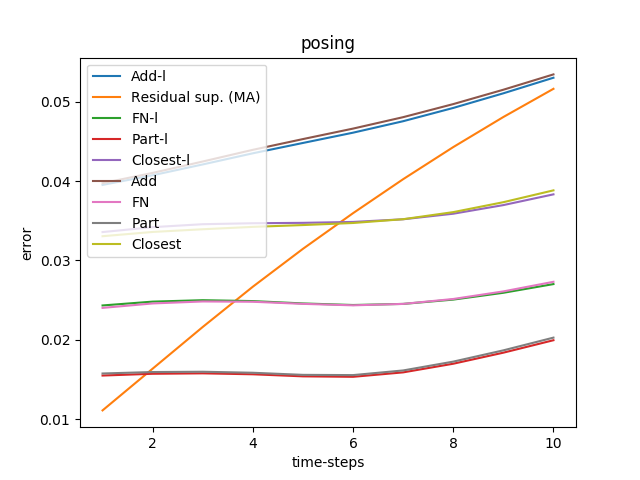 posing
Add-l
Residual sup. (MA)
FN-l
Part-l
Closest-l
Add
FN
Part
Closest
error
0.05
0.04
0.03
0.02
0.01
2 4 6 8 10
time-steps